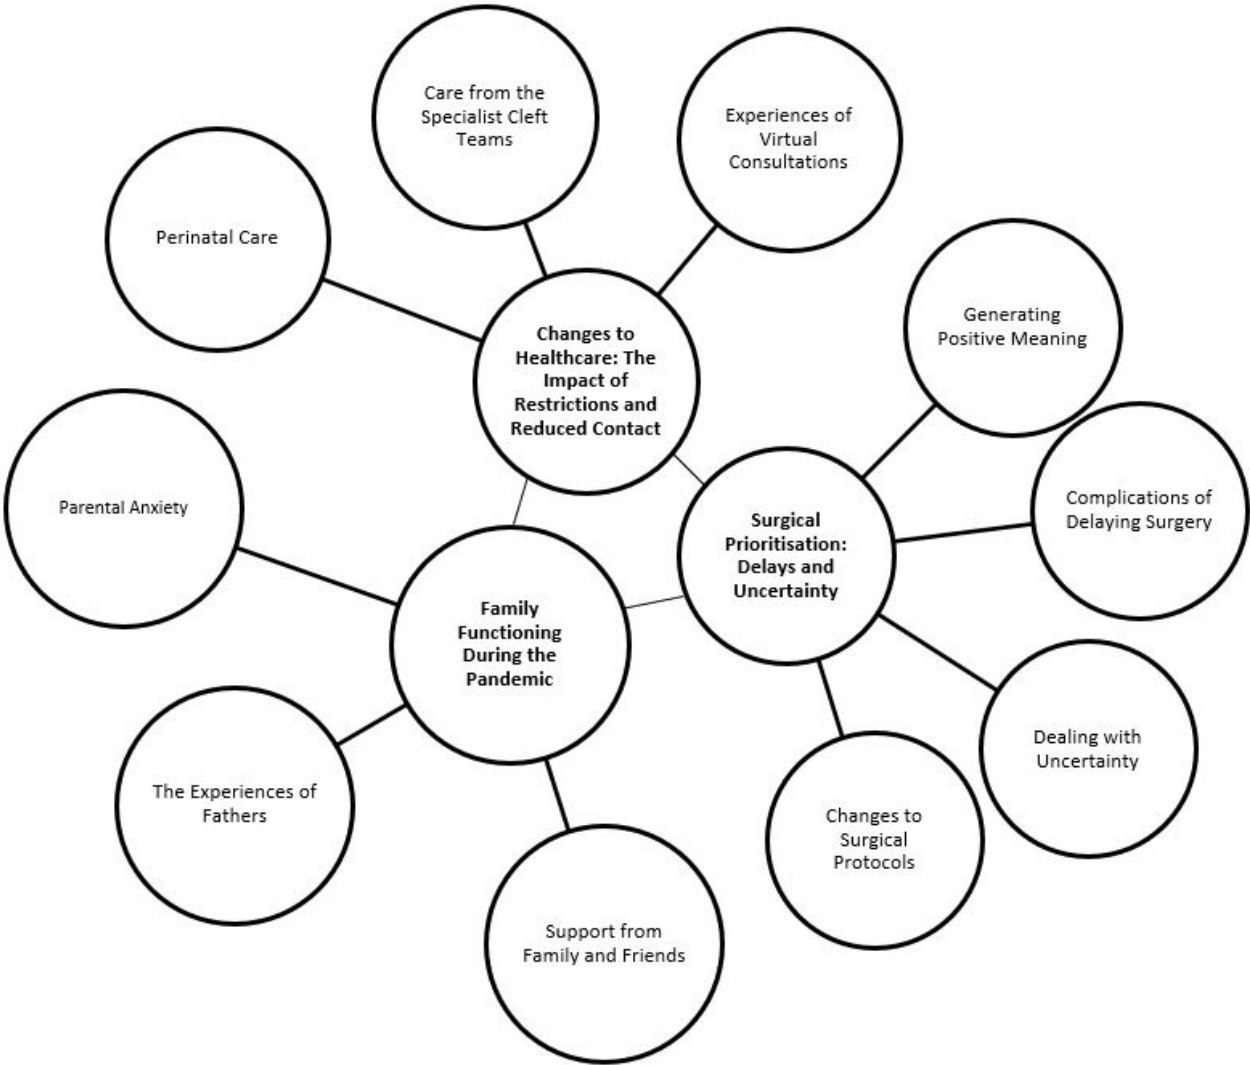 Care from the
Specialist Cleft
Teams
Experiences of
Virtual
Consultations
Perinatal Care
Generating
Positive Meaning
Changes to
Healthcare: The
Impact of
Restrictions and
Reduced Contact
Complications of
Delaying Surgery
Parental Anxiety
Surgical
Prioritisation:
Delays and
Uncertainty
Family
Functioning
During the
Pandemic
Dealing with
Uncertainty
The Experiences of
Fathers
Changes to
Surgical
Protocols
Support from
Family and Friends